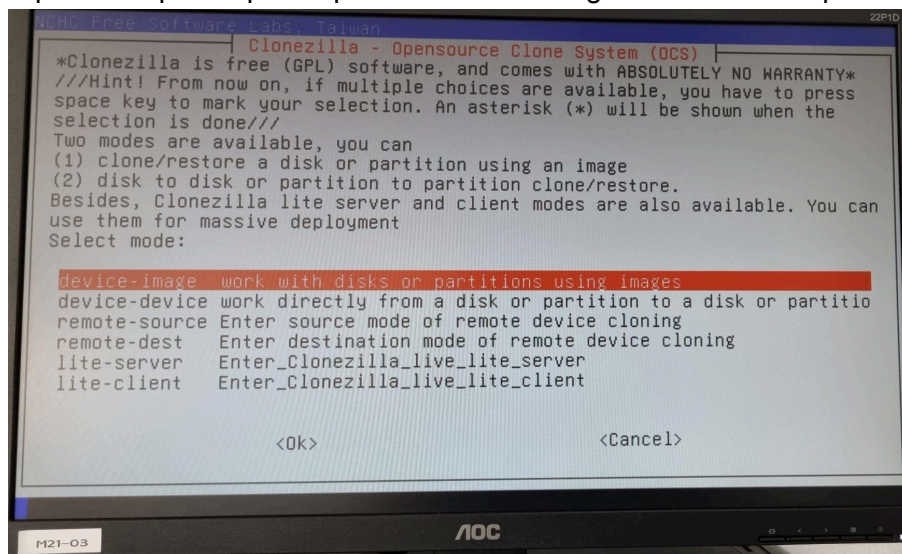 22P1D
NCHC Free Software Labs, Taiwan
Clonezilla - Opensource Clone System (OCS)
*Clonezilla is free (GPL) software, and comes with ABSOLUTELY NO WARRANTY*
///Hint! From now on, if multiple choices are available, you have to press
space key to mark your selection. An asterisk (*) will be shown when the
selection is done///
Two modes are available, you can
(1) clone/restore a disk or partition using an image
(2) disk to disk or partition to partition clone/restore.
Besides, Clonezilla lite server and client modes are also available. You can
use them for massive deployment
Select mode:
device-image work with disks or partitions using images
device-device work directly from a disk or partition to a disk or partitio
remote-source Enter source mode of remote device cloning
remote-dest Enter destination mode of remote device cloning
lite-server Enter_Clonezilla_live_lite_server
lite-client Enter_Clonezilla_live_lite_client
<Ok> <Cancel>
AOC
M21-03